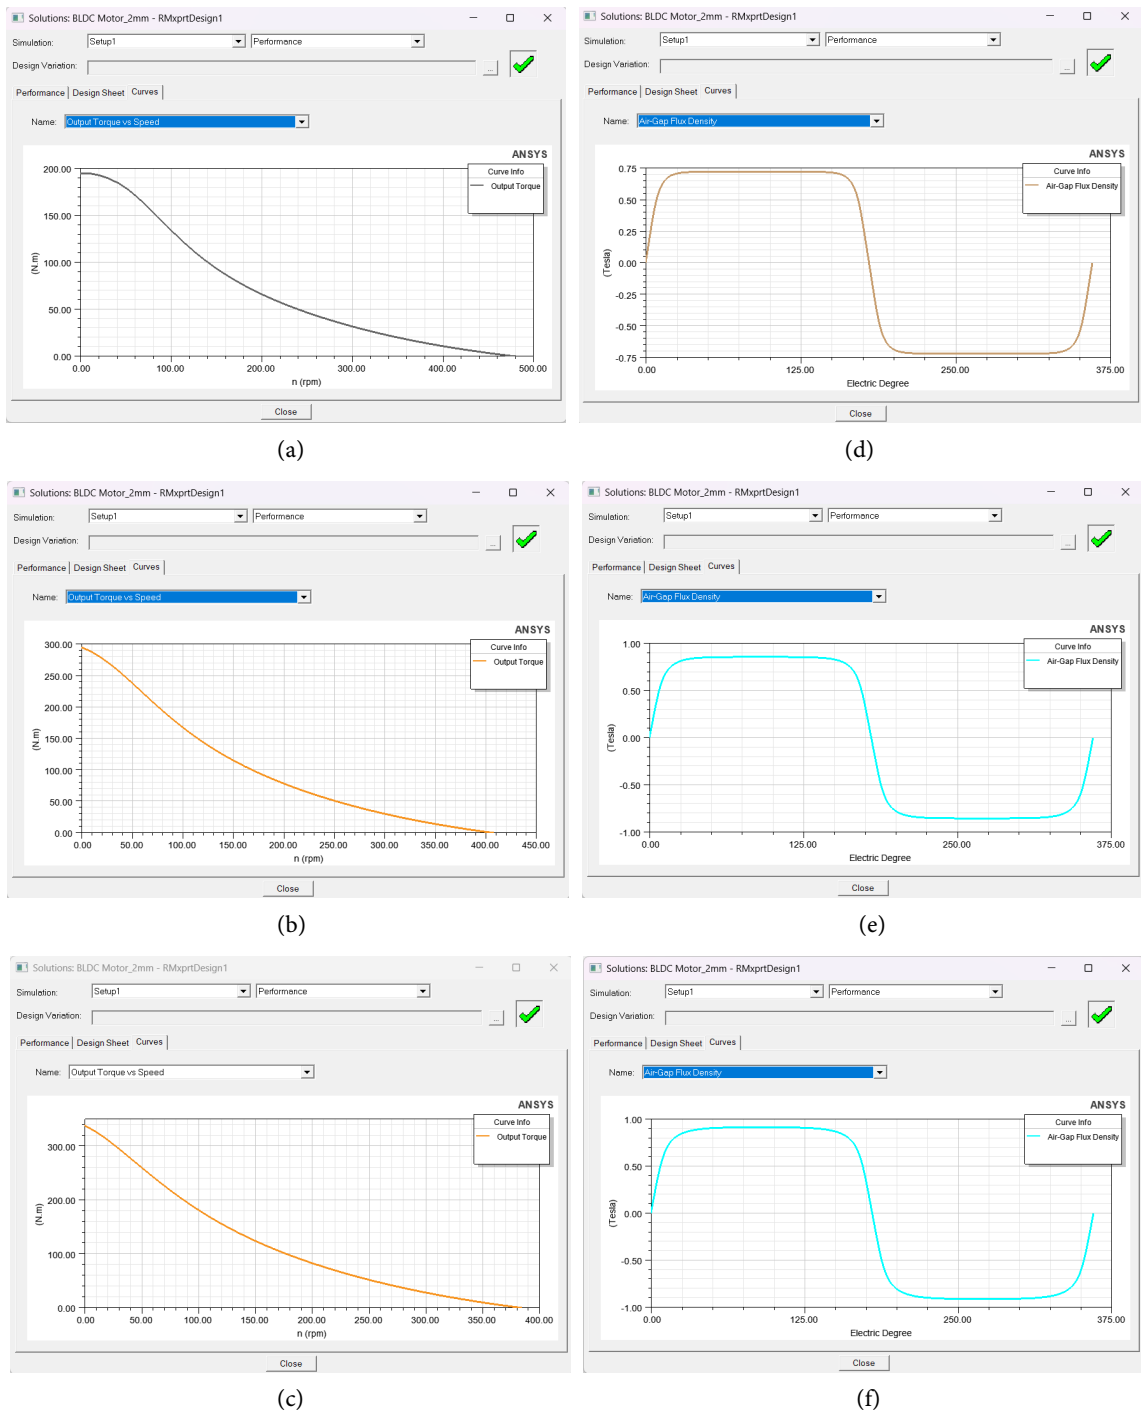 Solutions: BLDC Motor_2mm - RMxprtDesign1
Simulation: Setup1 Performance
Design Variation: ...
Performance Design Sheet Curves
Name: Output Torque vs Speed
ANSYS
Curve Info
Output Torque
200.00
150.00
100.00
50.00
0.00
(N.m)
0.00 100.00 200.00 300.00 400.00 500.00
n (rpm)
Close
(a)
Solutions: BLDC Motor_2mm - RMxprtDesign1
Simulation: Setup1 Performance
Design Variation: ...
Performance Design Sheet Curves
Name: Air-Gap Flux Density
ANSYS
Curve Info
Air-Gap Flux Density
0.75
0.50
0.25
0.00
-0.25
-0.50
-0.75
(Tesla)
0.00 125.00 250.00 375.00
Electric Degree
Close
(d)
Solutions: BLDC Motor_2mm - RMxprtDesign1
Simulation: Setup1 Performance
Design Variation: ...
Performance Design Sheet Curves
Name: Output Torque vs Speed
ANSYS
Curve Info
Output Torque
300.00
250.00
200.00
150.00
100.00
50.00
0.00
(N.m)
0.00 50.00 100.00 150.00 200.00 250.00 300.00 350.00 400.00 450.00
n (rpm)
Close
(b)
Solutions: BLDC Motor_2mm - RMxprtDesign1
Simulation: Setup1 Performance
Design Variation: ...
Performance Design Sheet Curves
Name: Air-Gap Flux Density
ANSYS
Curve Info
Air-Gap Flux Density
1.00
0.50
0.00
-0.50
-1.00
(Tesla)
0.00 125.00 250.00 375.00
Electric Degree
Close
(e)
Solutions: BLDC Motor_2mm - RMxprtDesign1
Simulation: Setup1 Performance
Design Variation: ...
Performance Design Sheet Curves
Name: Output Torque vs Speed
ANSYS
Curve Info
Output Torque
300.00
200.00
100.00
0.00
(N.m)
0.00 50.00 100.00 150.00 200.00 250.00 300.00 350.00 400.00
n (rpm)
Close
(c)
Solutions: BLDC Motor_2mm - RMxprtDesign1
Simulation: Setup1 Performance
Design Variation: ...
Performance Design Sheet Curves
Name: Air-Gap Flux Density
ANSYS
Curve Info
Air-Gap Flux Density
1.00
0.50
0.00
-0.50
-1.00
(Tesla)
0.00 125.00 250.00 375.00
Electric Degree
Close
(f)